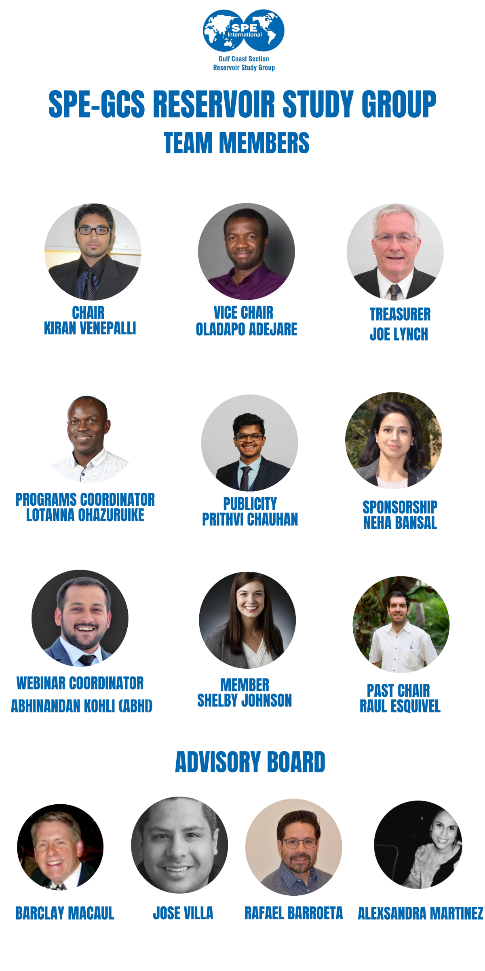 SPE
International
Gulf Coast Section
Reservoir Study Group
SPE-GCS RESERVOIR STUDY GROUP
TEAM MEMBERS
CHAIR
KIRAN VENEPALLI
VICE CHAIR
OLADAPO ADEJARE
TREASURER
JOE LYNCH
PROGRAMS COORDINATOR
LOTANNA OHAZURUIKE
PUBLICITY
PRITHVI CHAUHAN
SPONSORSHIP
NEHA BANSAL
WEBINAR COORDINATOR
ABHINANDAN KOHLI (ABHI)
MEMBER
SHELBY JOHNSON
PAST CHAIR
RAUL ESQUIVEL
ADVISORY BOARD
BARCLAY MACAUL
JOSE VILLA
RAFAEL BARROETA
ALEXSANDRA MARTINEZ